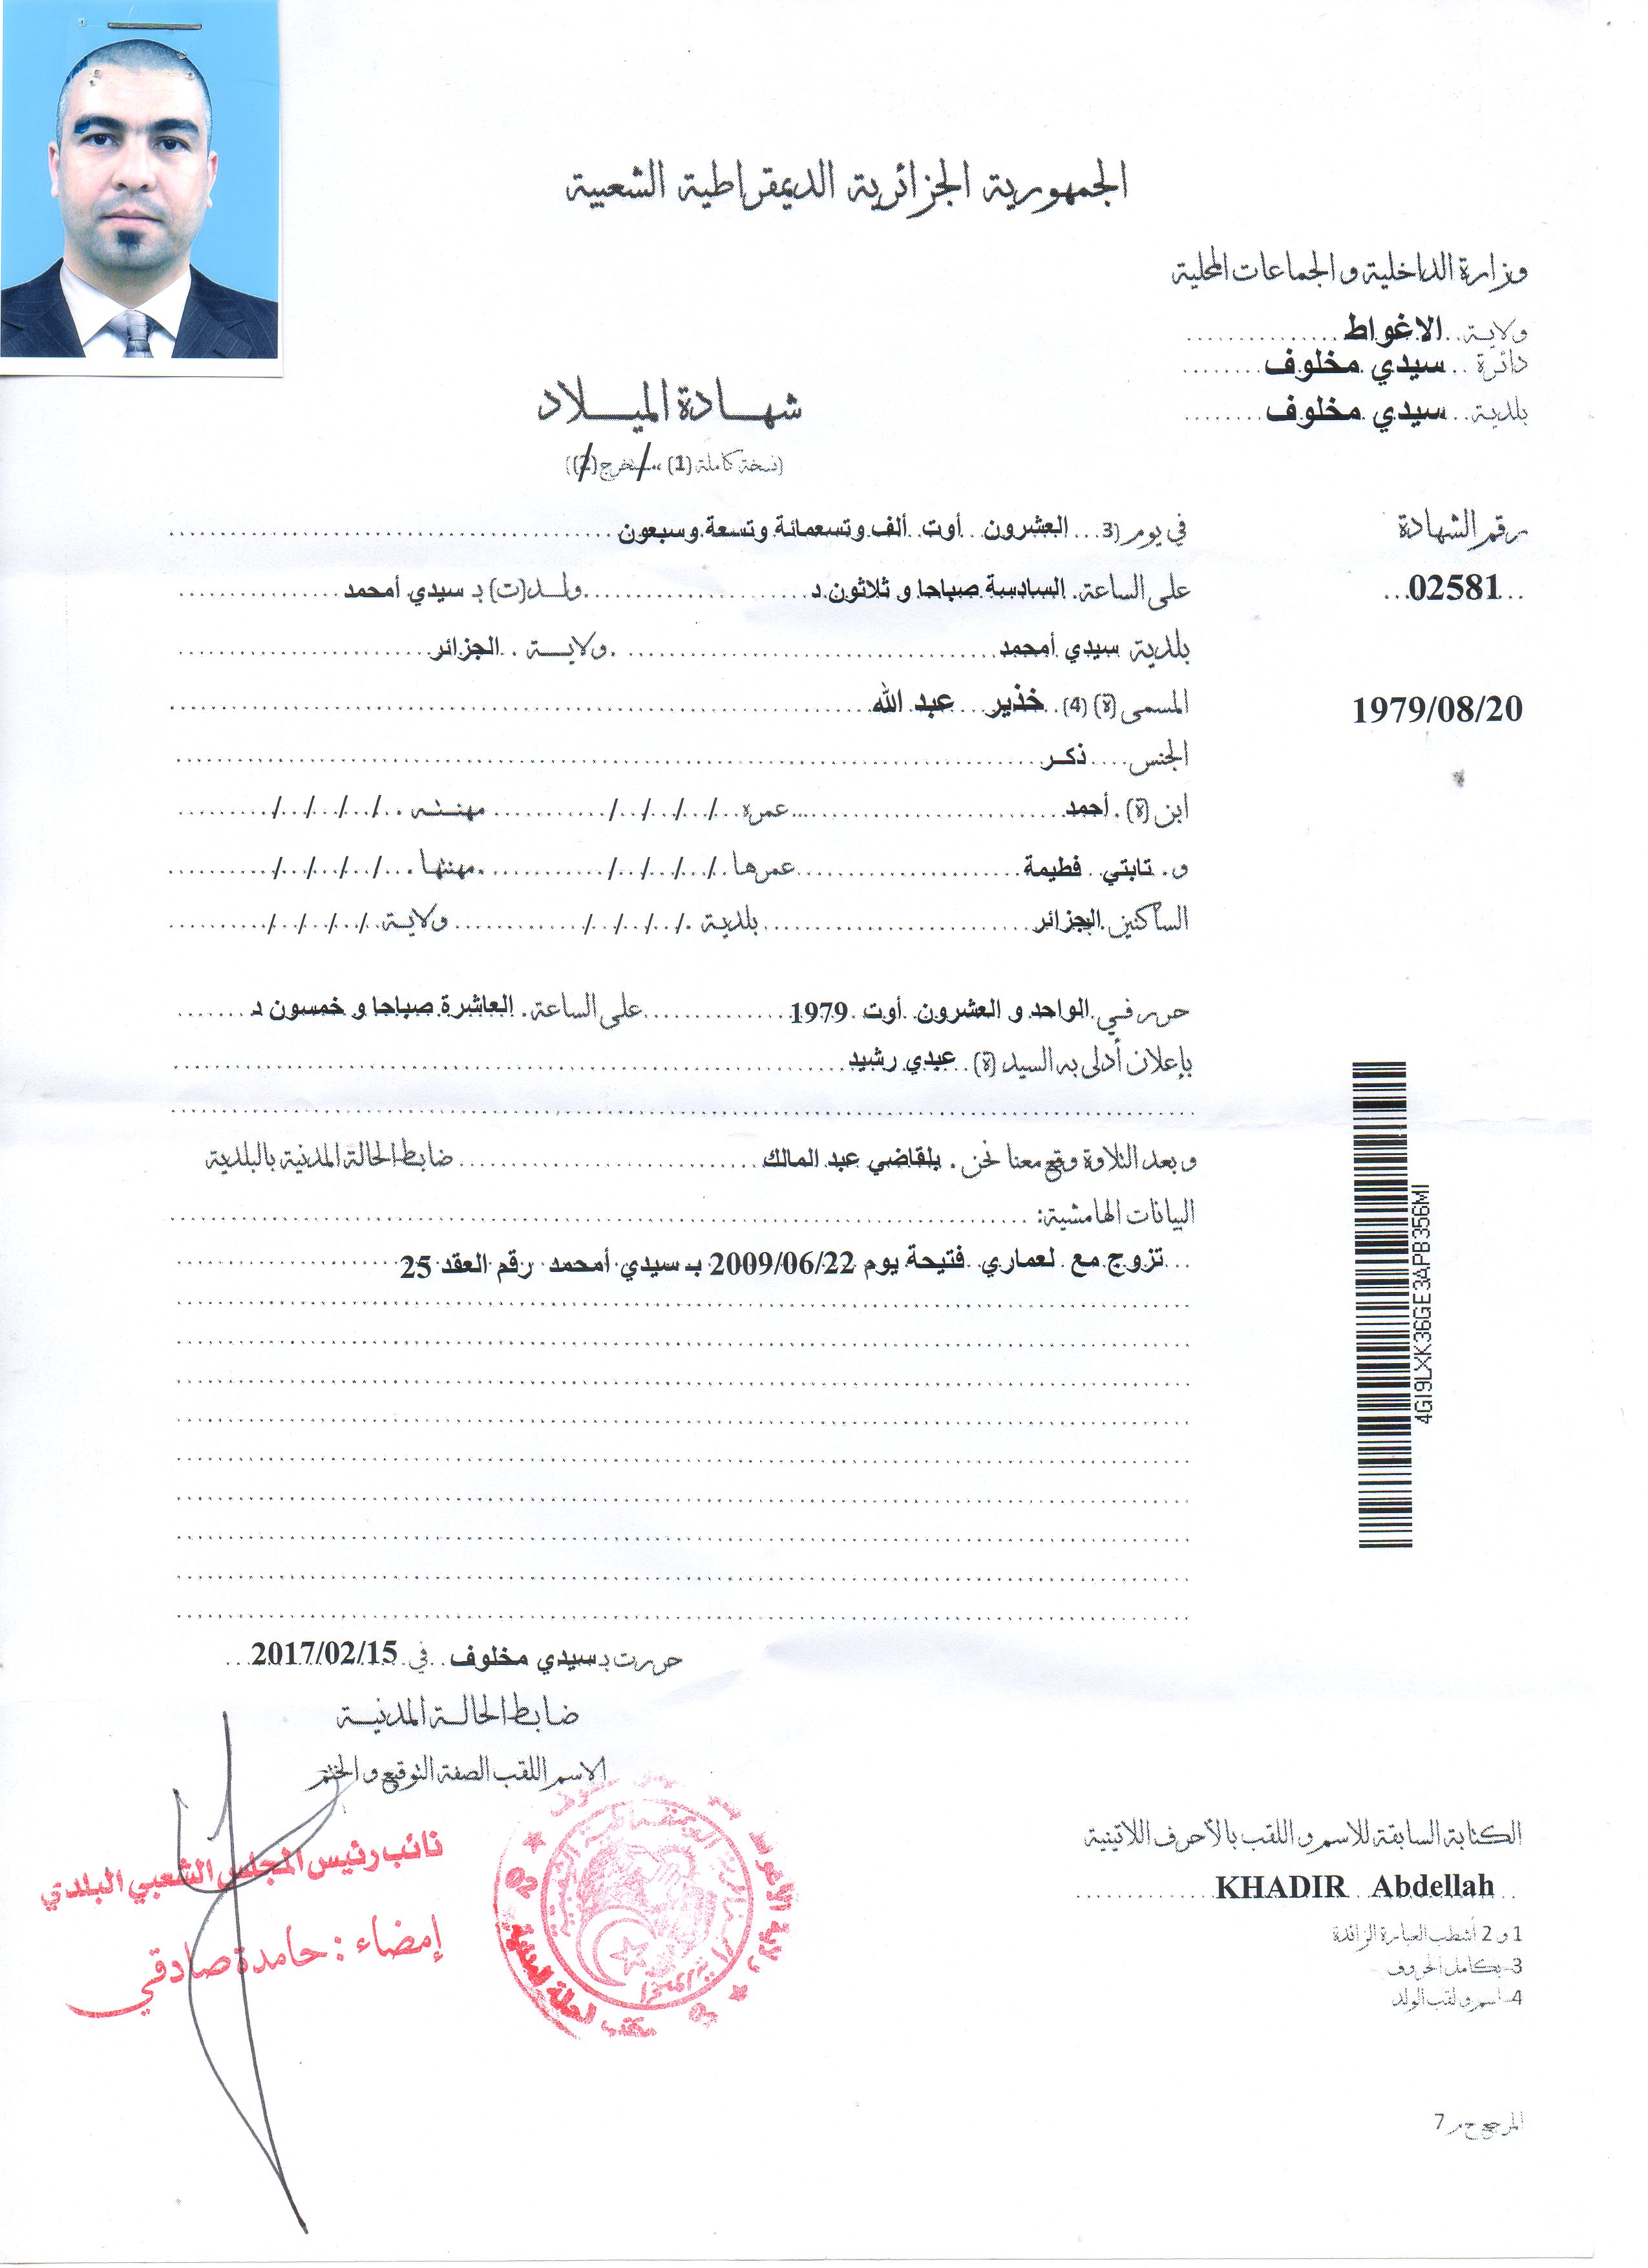 الجمهورية الجزائرية الديمقراطية الشعبية
وزارة الداخلية و الجماعات المحلية
ولاية الاغواط
دائرة سيدي مخلوف
بلدية سيدي مخلوف
شهادة الميلاد
(نسخة كاملة (1)
رقم الشهادة
02581
1979/08/20
في يوم (3 العشرون أوت ألف وتسعمائة وتسعة وسبعون
على الساعة السادسة صباحا و ثلاثون د ولد(ت) بـ سيدي أمحمد
بلدية سيدي أمحمد ولاية الجزائر
المسمى (ة) (4) خذير عبد الله
الجنس ذكر
ابن (ة) أحمد عمره / / / / / مهنته / / / / /
و تابتي فطيمة عمرها / / / / / مهنتها / / / / /
الساكنين الجزائر بلدية / / / / / ولاية / / / / /
حرر في الواحد و العشرون أوت 1979 على الساعة العاشرة صباحا و خمسون د
بإعلان أدلى به السيد (ة) عبدي رشيد
و بعد التلاوة وقع معنا نحن بلقاضي عبد المالك ضابط الحالة المدنية بالبلدية
البيانات الهامشية:
تزوج مع لعماري فتيحة يوم 2009/06/22 بـ سيدي أمحمد رقم العقد 25
4GI9LXK36GE3APB356MI
حررت بـ سيدي مخلوف في 2017/02/15
ضابط الحالة المدنية
الاسم اللقب الصفة التوقيع و الختم
نائب رئيس المجلس الشعبي البلدي
إمضاء : حامدة صادقي
الكتابة السابقة للاسم و اللقب بالأحرف اللاتينية
KHADIR Abdellah
1 و 2 أشطب العبارة الزائدة
3- بكامل الحروف
4- اسم و لقب الولد
المرجع ح م 7